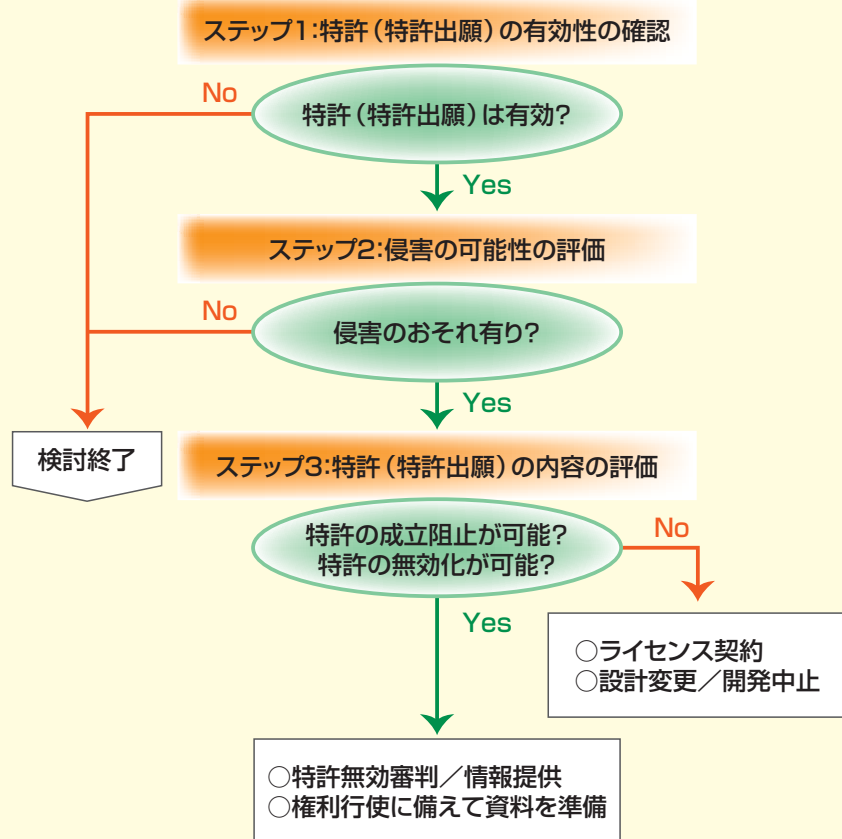 ステップ1:特許(特許出願)の有効性の確認
No
特許(特許出願)は有効?
Yes
ステップ2:侵害の可能性の評価
No
侵害のおそれ有り?
Yes
検討終了
ステップ3:特許(特許出願)の内容の評価
特許の成立阻止が可能?
特許の無効化が可能?
No
Yes
○ライセンス契約
○設計変更/開発中止
○特許無効審判/情報提供
○権利行使に備えて資料を準備